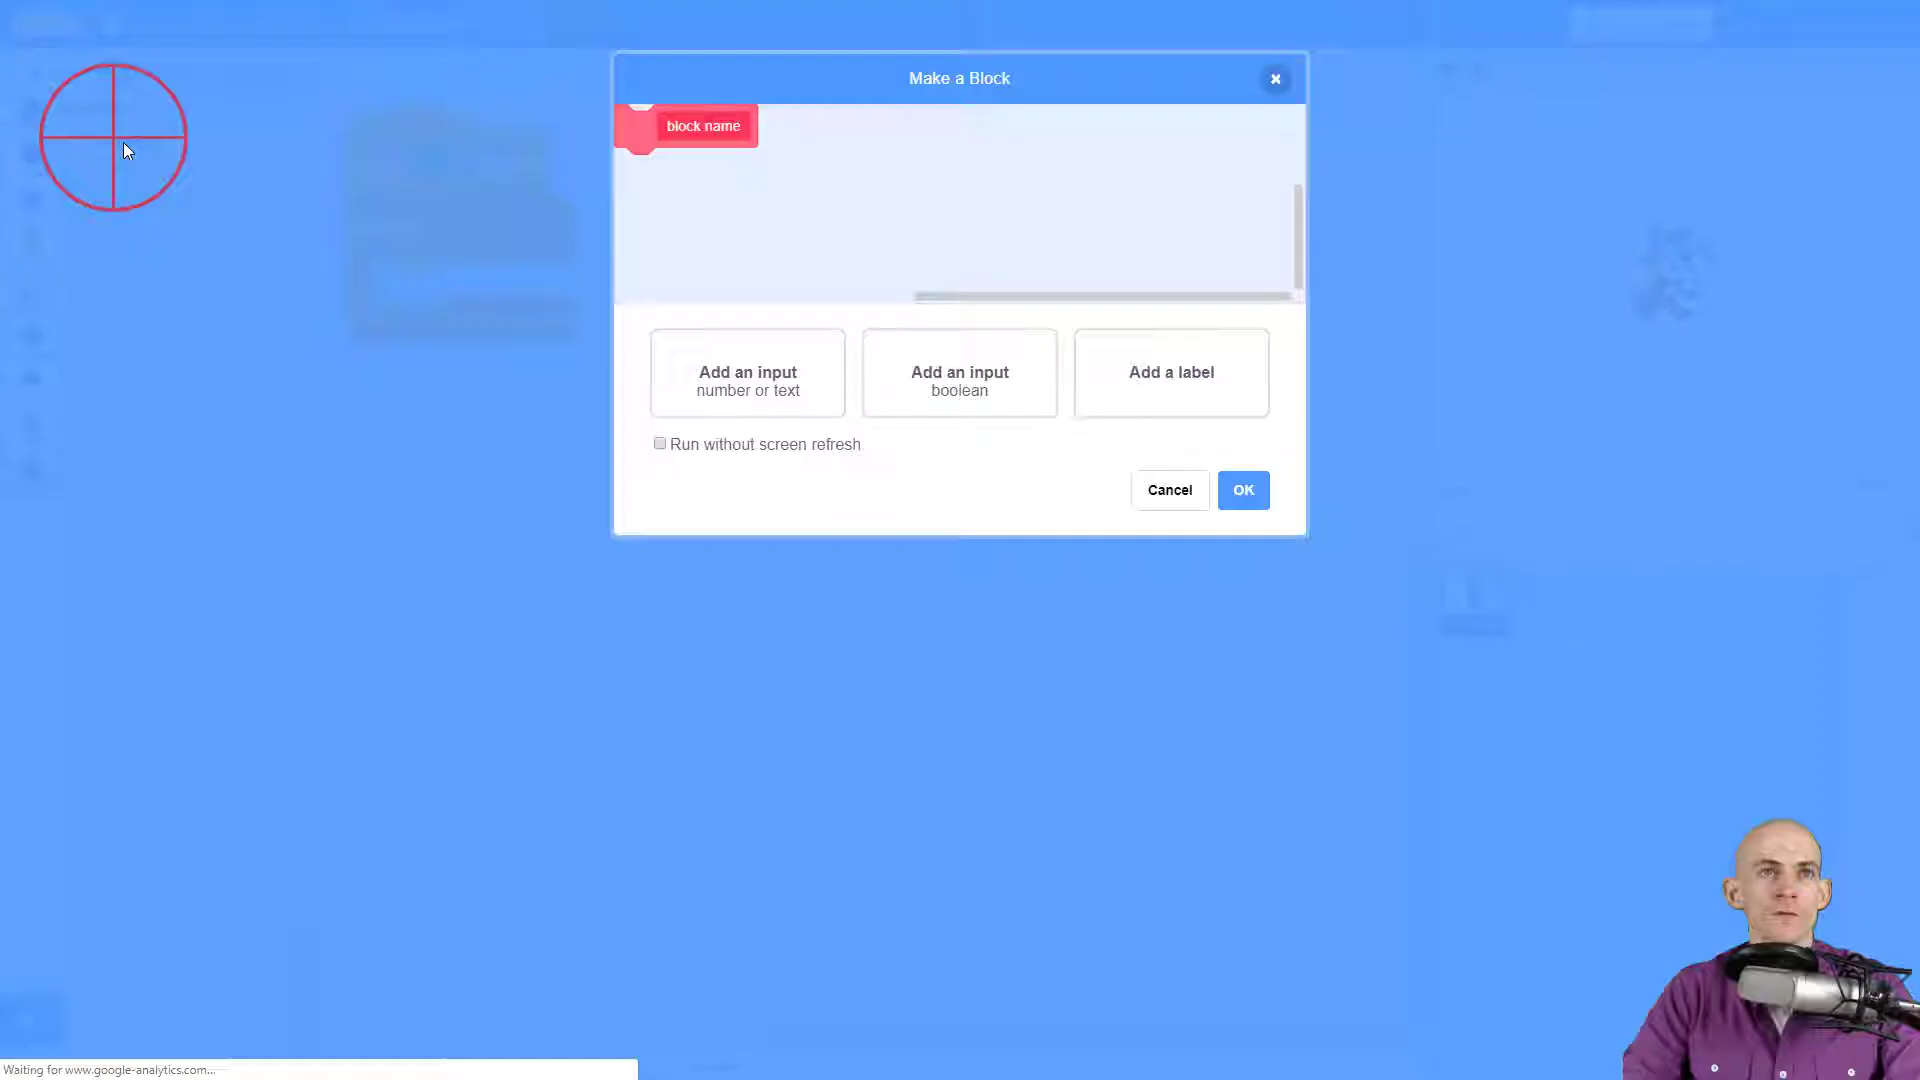 Make a Block
block name
Add an input
number or text
Add an input
boolean
Add a label
Run without screen refresh
Cancel
OK
Waiting for www.google-analytics.com...